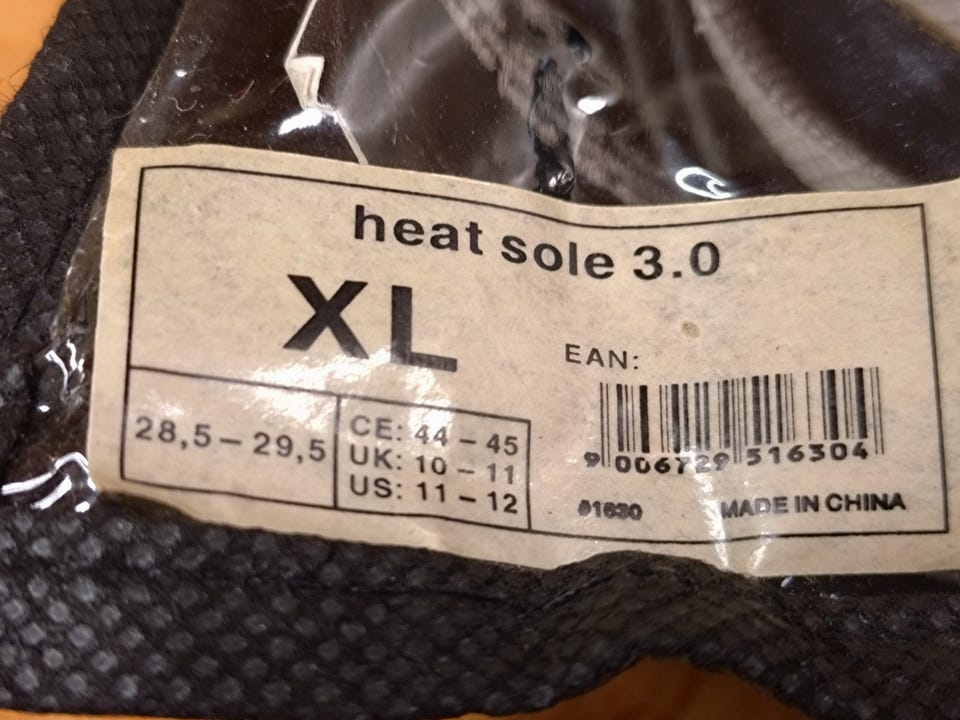 heat sole 3.0
XL
EAN:
28,5 – 29,5
CE: 44 – 45
UK: 10 – 11
US: 11 – 12
9 006729 516304
#1630 MADE IN CHINA